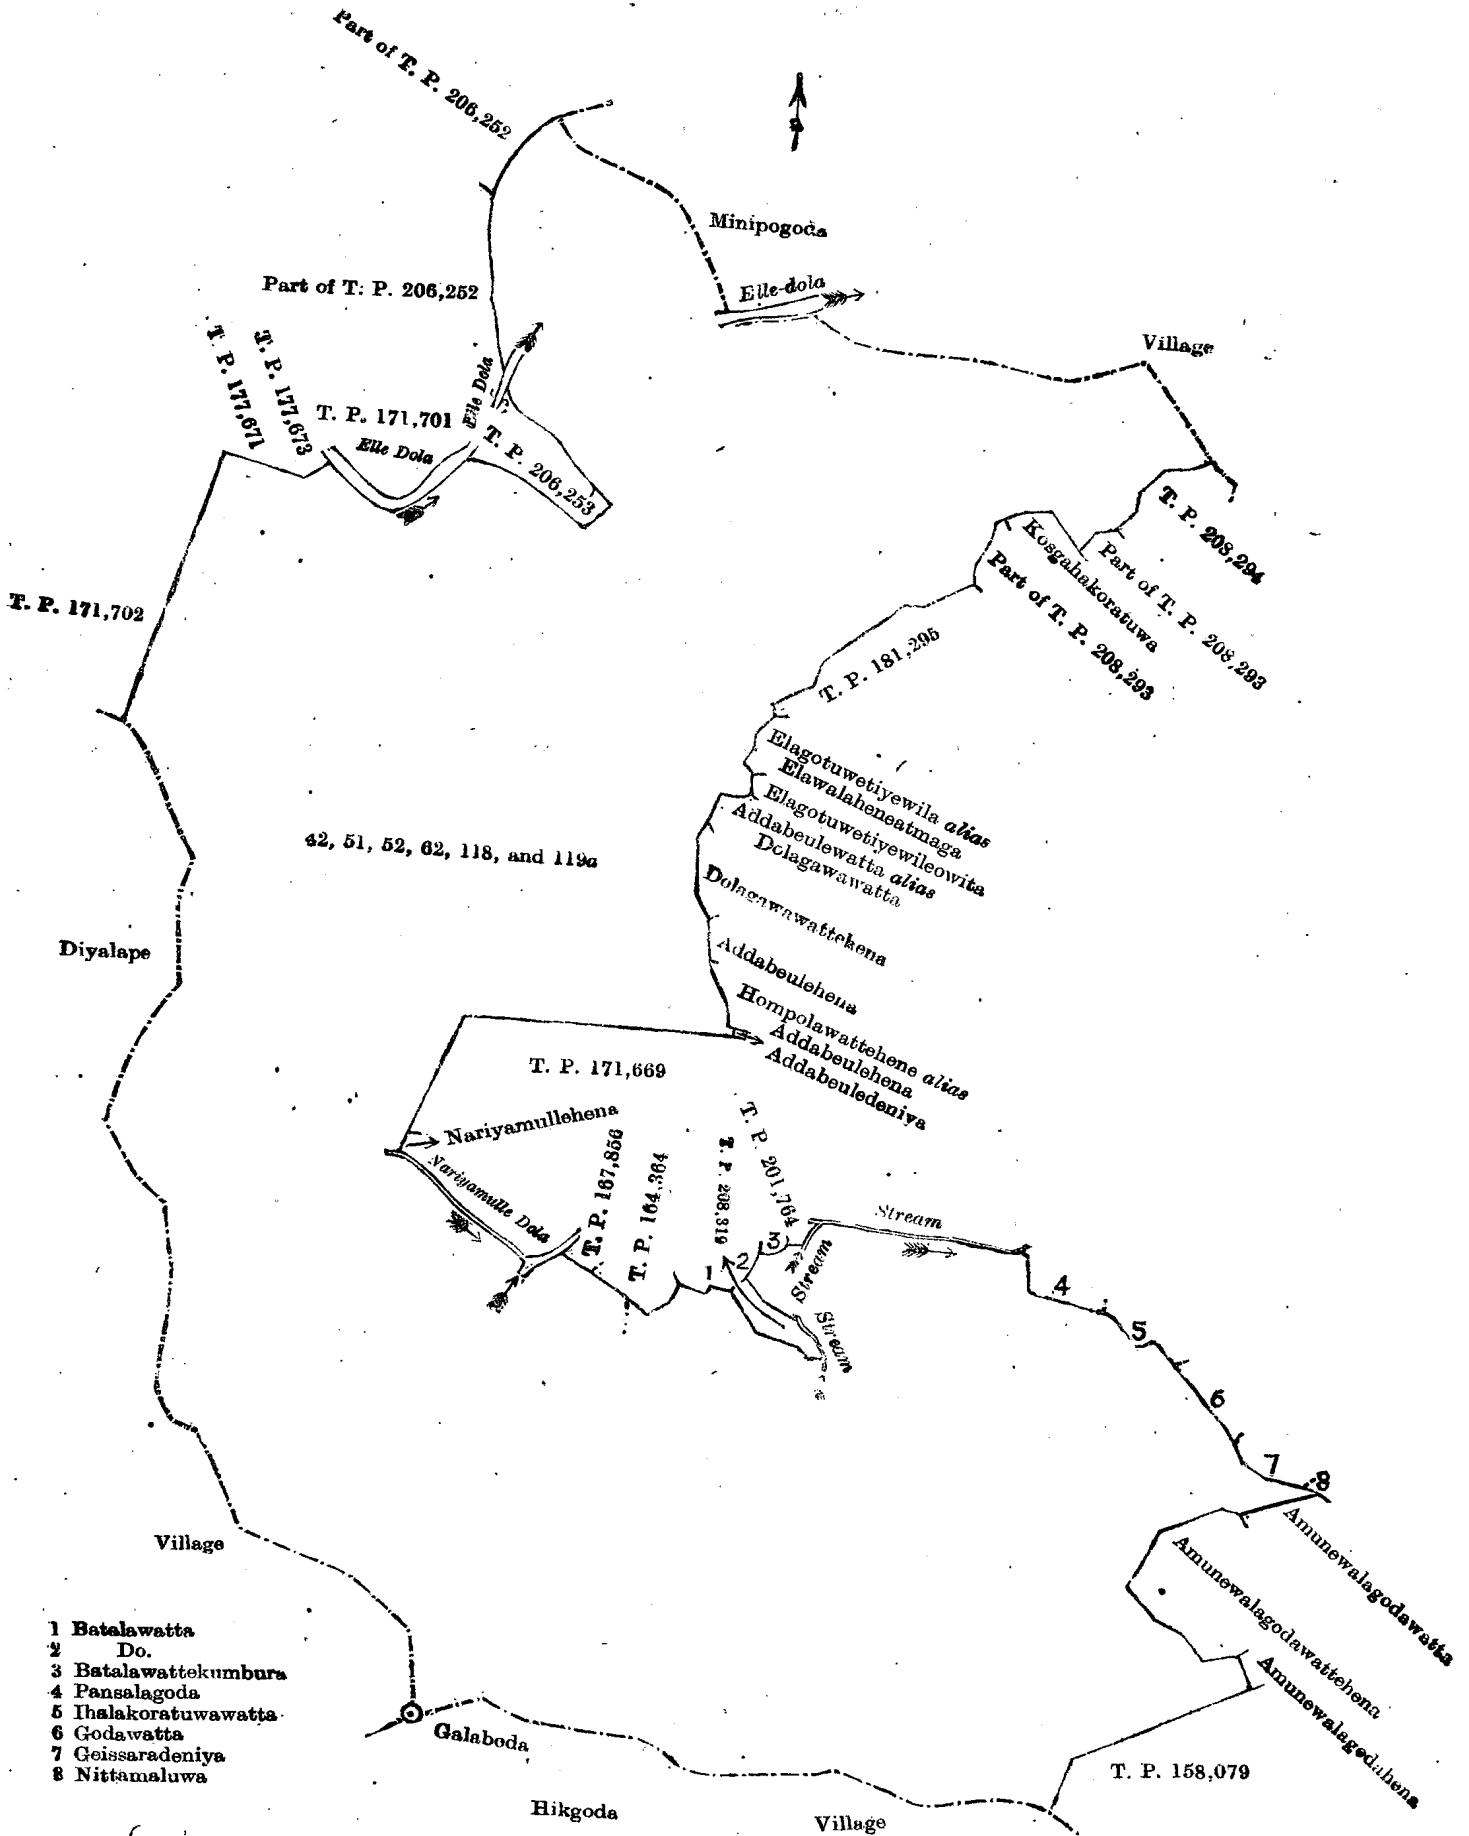 Part of T. P. 206,252
Minipogoda
Part of T: P. 206,252
Elle-dola
Village
T. P. 177,671
T. P. 177,673
T. P. 171,701
Elle Dola
Elle Dola
T. P. 206,253
T. P. 208,294
Kosgahakoratuwa
Part of T. P. 208,293
Part of T. P. 208,293
T. P. 171,702
T. P. 181,295
Elagotuwetiyewila alias
Elawalaheneatmaga
Elagotuwetiyewileowita
Addabeulewatta alias
Dolagawawatta
42, 51, 52, 62, 118, and 119a
Dolagawawattehena
Diyalape
Addabeulehena
Hompolawattehene alias
Addabeulehena
Addabeuledeniya
T. P. 171,669
Nariyamullehena
Nariyamulle Dola
T. P. 167,856
T. P. 164,364
T. P. 208,319
T. P. 201,764
Stream
Stream
Stream
1
2
3
4
5
6
7
8
Amunewalagodawatta
Amunewalagodawattehena
Amunewalagodahena
Village
1 Batalawatta
2 Do.
3 Batalawattekumbura
4 Pansalagoda
5 Ihalakoratuwawatta
6 Godawatta
7 Geissaradeniya
8 Nittamaluwa
Galaboda
T. P. 158,079
Hikgoda
Village